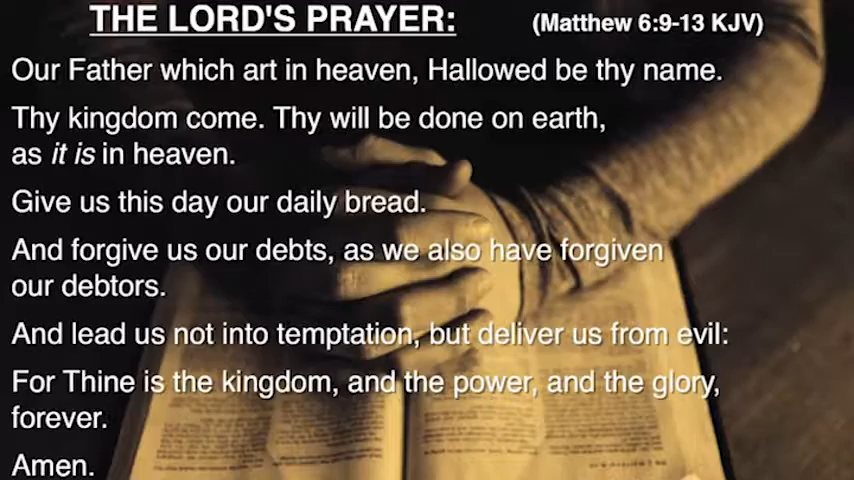 THE LORD'S PRAYER: (Matthew 6:9-13 KJV)
Our Father which art in heaven, Hallowed be thy name.
Thy kingdom come. Thy will be done on earth,
as it is in heaven.
Give us this day our daily bread.
And forgive us our debts, as we also have forgiven
our debtors.
And lead us not into temptation, but deliver us from evil:
For Thine is the kingdom, and the power, and the glory,
forever.
Amen.